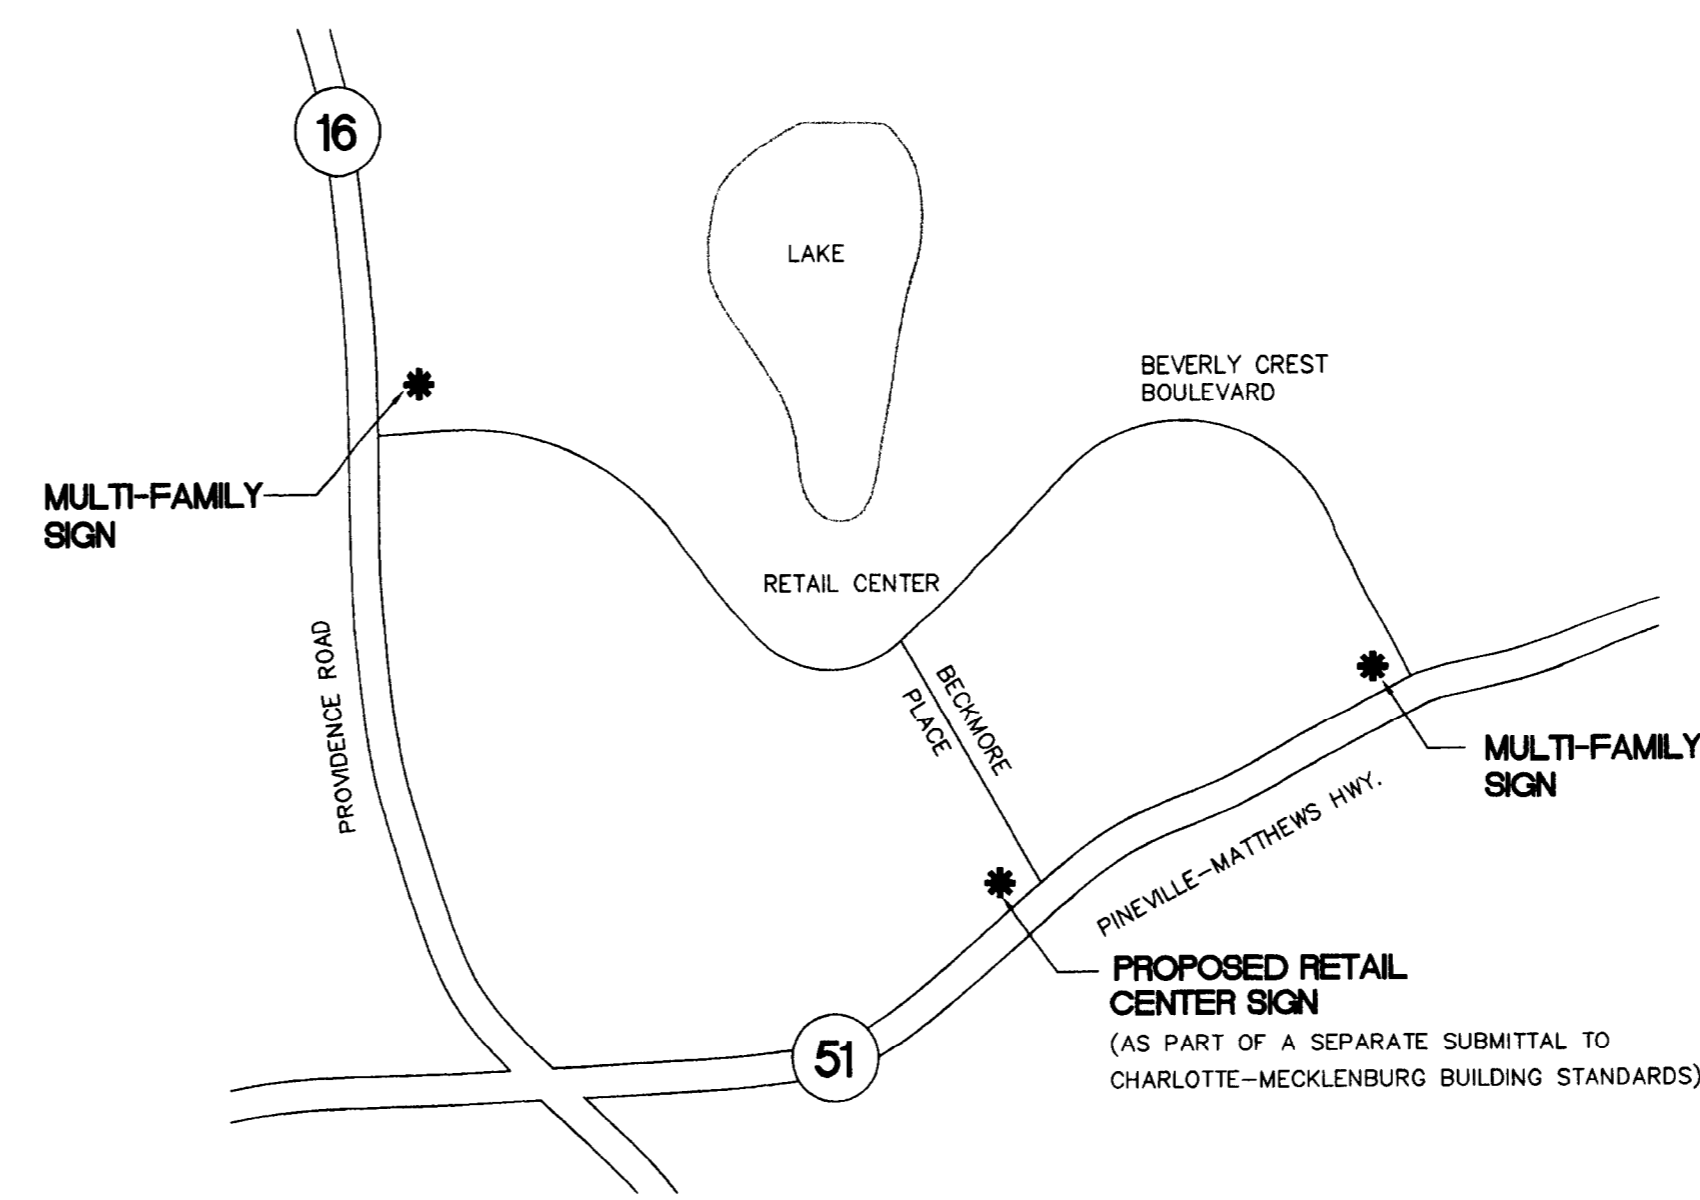 16
LAKE
BEVERLY CREST
BOULEVARD
MULTI-FAMILY
SIGN
RETAIL CENTER
PROVIDENCE ROAD
BECKMORE
PLACE
MULTI-FAMILY
SIGN
PINEVILLE-MATTHEWS HWY.
PROPOSED RETAIL
CENTER SIGN
(AS PART OF A SEPARATE SUBMITTAL TO
CHARLOTTE-MECKLENBURG BUILDING STANDARDS)
51